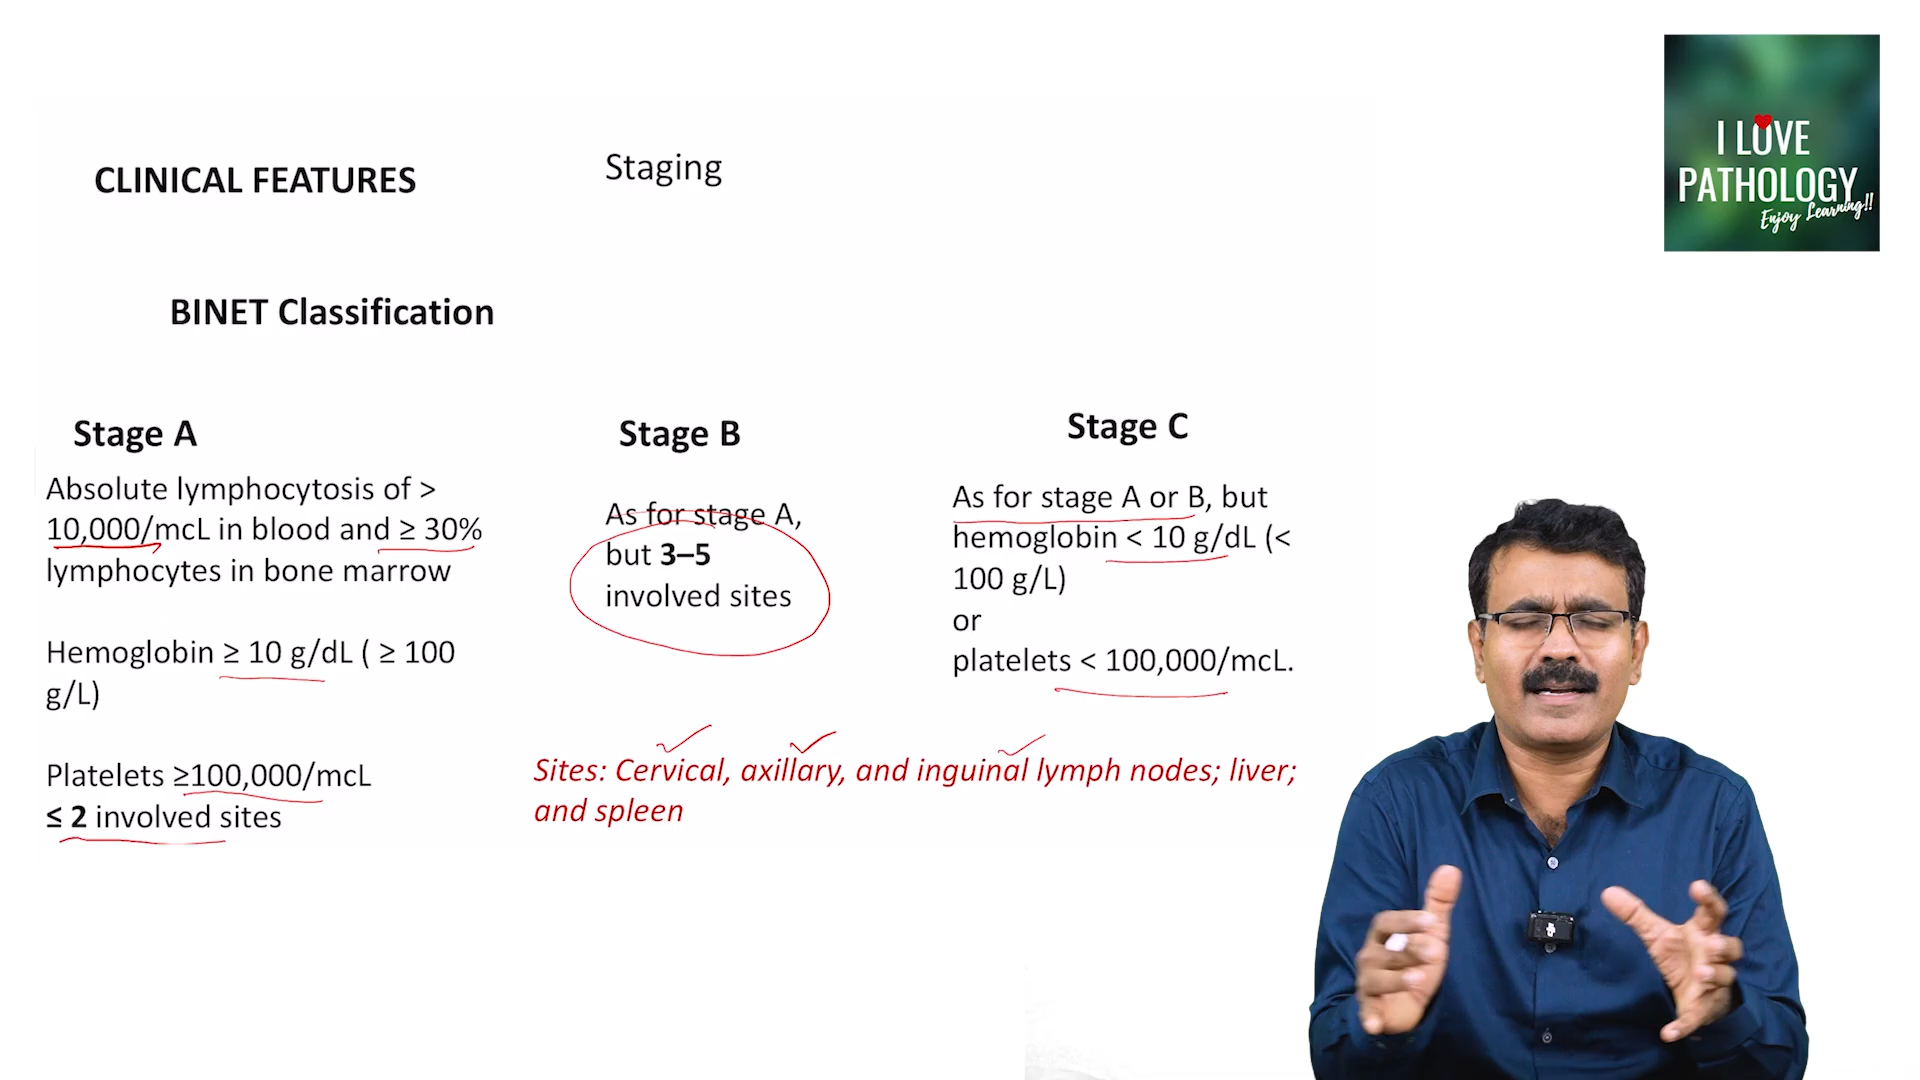 CLINICAL FEATURES
Staging
I LOVE
PATHOLOGY
Enjoy Learning!!
BINET Classification
Stage A
Absolute lymphocytosis of >
10,000/mcL in blood and ≥ 30%
lymphocytes in bone marrow
Hemoglobin ≥ 10 g/dL ( ≥ 100
g/L)
Platelets ≥100,000/mcL
≤ 2 involved sites
Stage B
As for stage A,
but 3–5
involved sites
Stage C
As for stage A or B, but
hemoglobin < 10 g/dL (<
100 g/L)
or
platelets < 100,000/mcL.
Sites: Cervical, axillary, and inguinal lymph nodes; liver;
and spleen